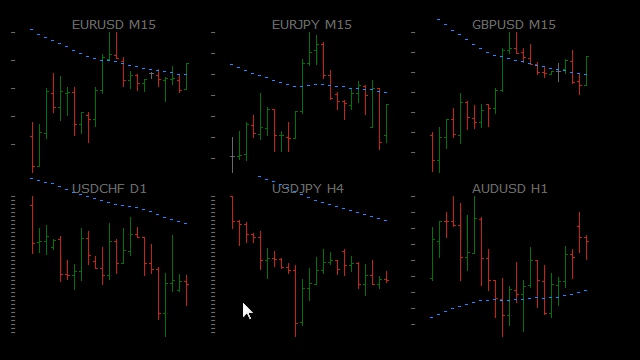 EURUSD M15
EURJPY M15
GBPUSD M15
USDCHF D1
USDJPY H4
AUDUSD H1